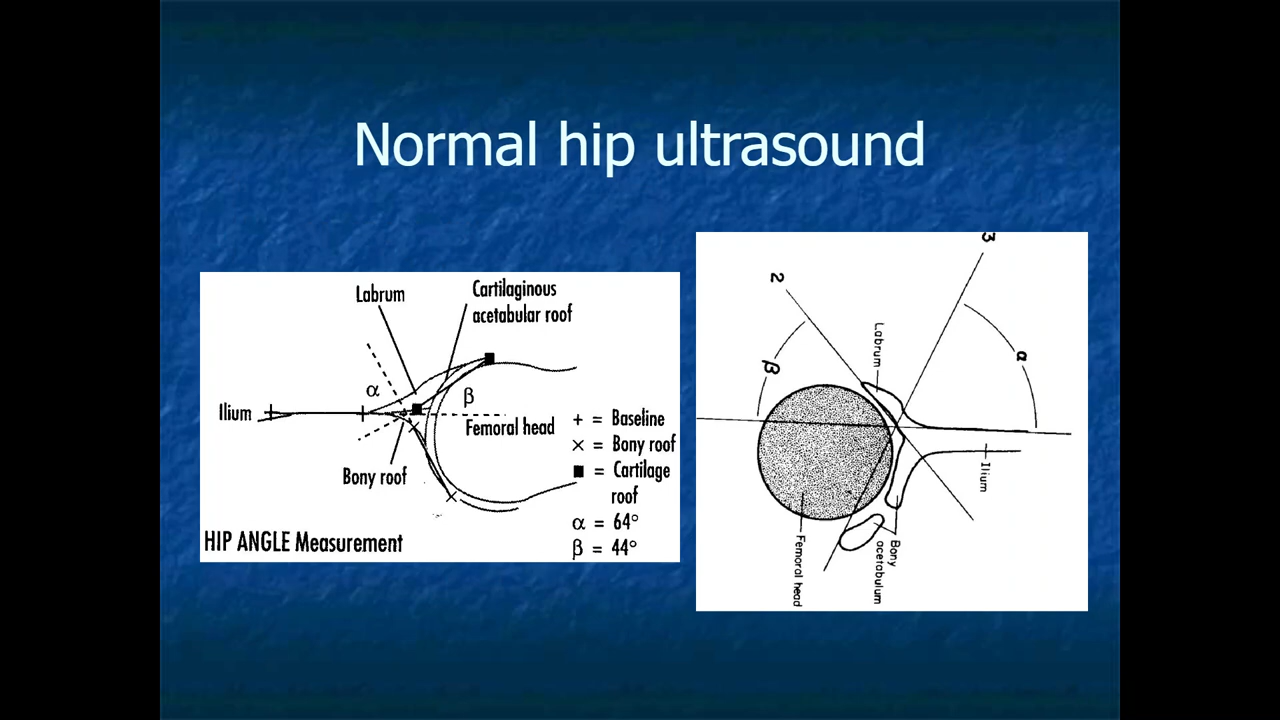 Normal hip ultrasound
Labrum
Cartilaginous
acetabular roof
α
β
Ilium
Femoral head
Bony roof
+ = Baseline
× = Bony roof
■ = Cartilage
roof
α = 64°
β = 44°
HIP ANGLE Measurement
3
2
Labrum
α
β
Ilium
Bony
acetabulum
Femoral head